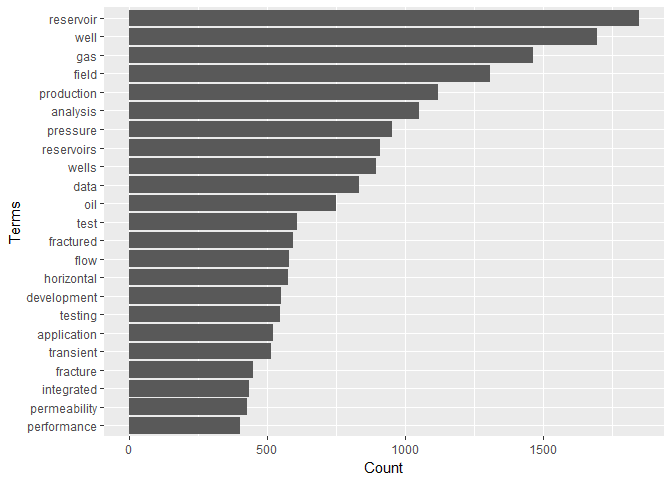 reservoir
well
gas
field
production
analysis
pressure
reservoirs
wells
data
oil
test
fractured
flow
horizontal
development
testing
application
transient
fracture
integrated
permeability
performance
Terms
0 500 1000 1500
Count